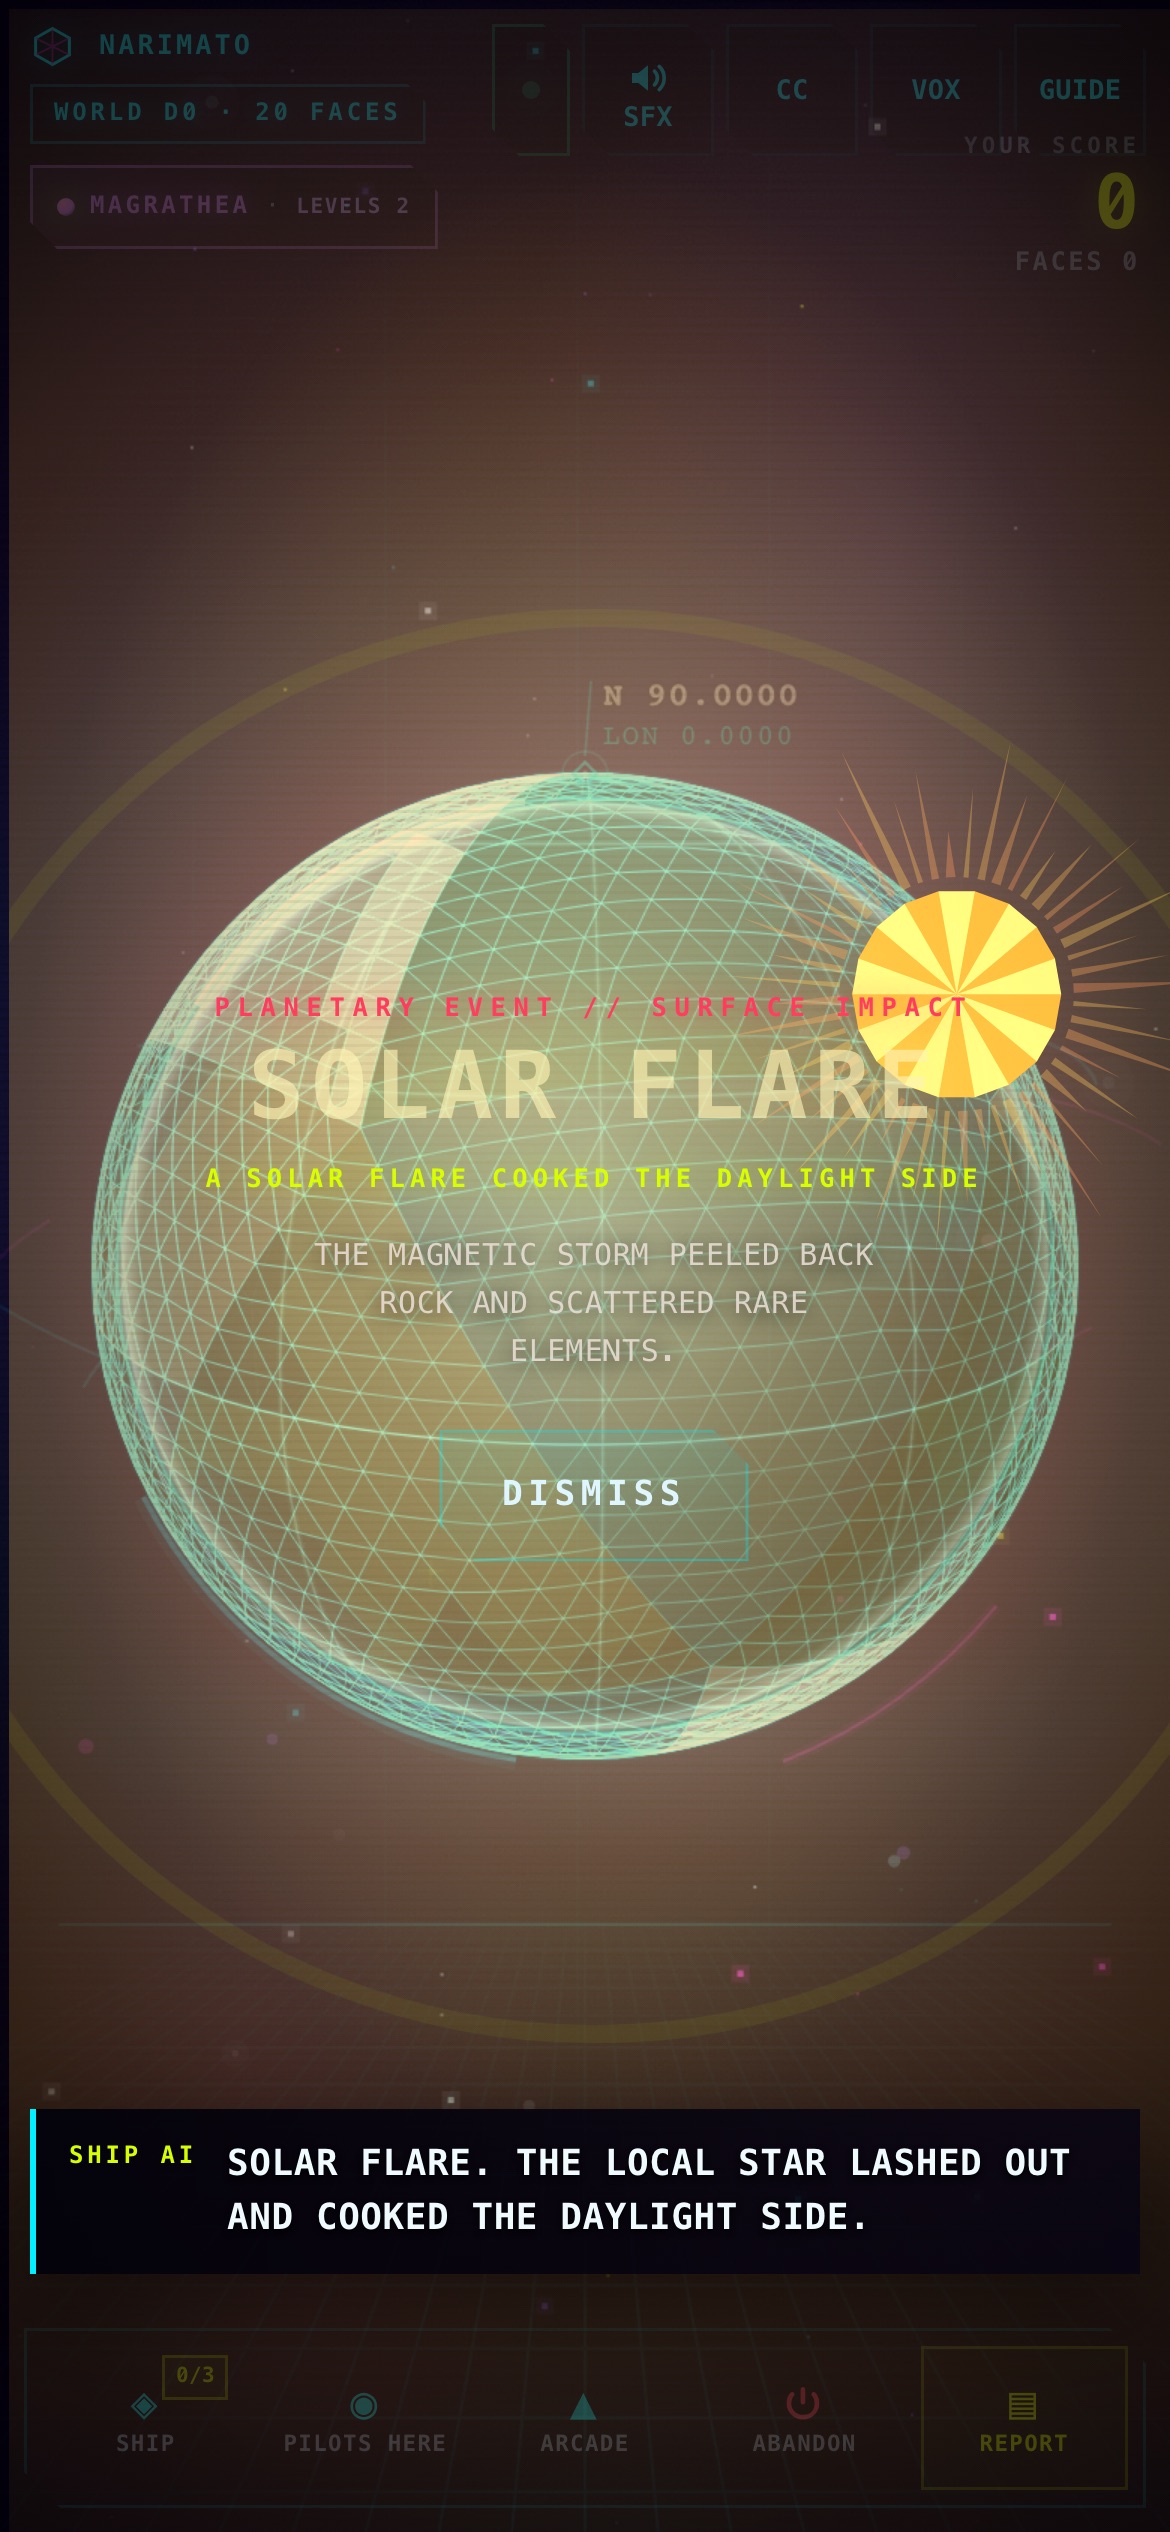 NARIMATO
WORLD D0 · 20 FACES
MAGRATHEA · LEVELS 2
SFX
CC
VOX
GUIDE
YOUR SCORE
0
FACES 0
N 90.0000
LON 0.0000
PLANETARY EVENT // SURFACE IMPACT
SOLAR FLARE
A SOLAR FLARE COOKED THE DAYLIGHT SIDE
THE MAGNETIC STORM PEELED BACK
ROCK AND SCATTERED RARE
ELEMENTS.
DISMISS
SHIP AI
SOLAR FLARE. THE LOCAL STAR LASHED OUT
AND COOKED THE DAYLIGHT SIDE.
0/3
SHIP
PILOTS HERE
ARCADE
ABANDON
REPORT